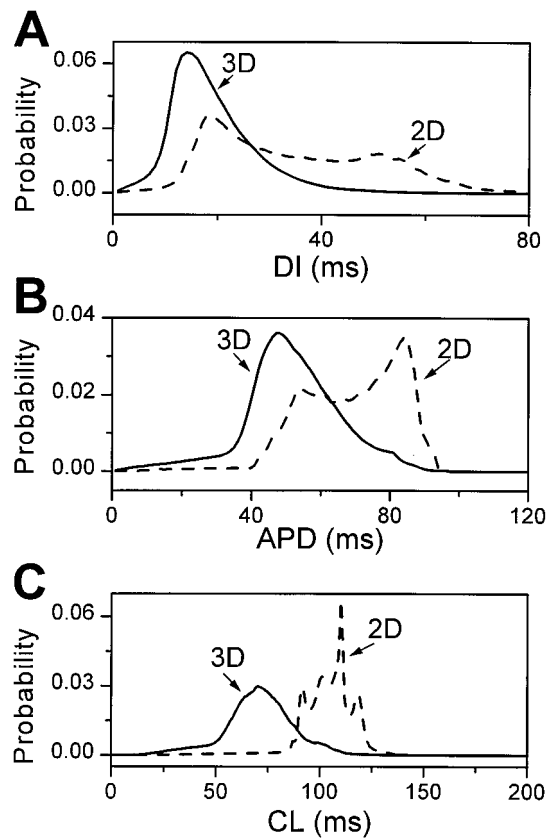 A
Probability
0.06
0.03
0.00
3D
2D
0
40
80
DI (ms)
B
Probability
0.04
0.02
0.00
3D
2D
0
40
80
120
APD (ms)
C
Probability
0.06
0.03
0.00
3D
2D
0
50
100
150
200
CL (ms)